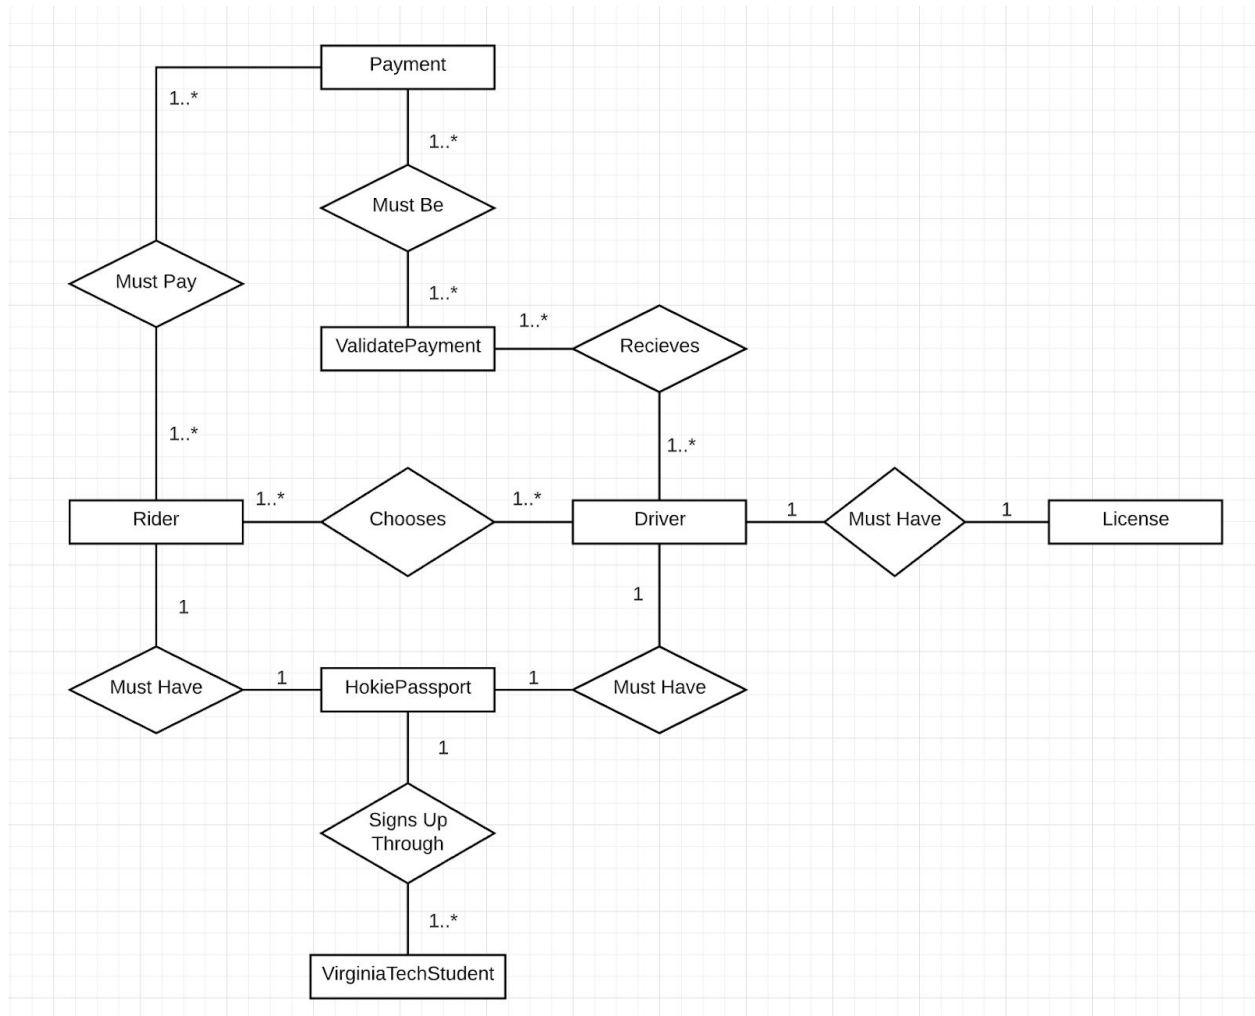 Payment
1..*
1..*
Must Be
Must Pay
1..*
1..*
ValidatePayment
Recieves
1..*
1..*
1..*
1..*
Rider
Chooses
Driver
1
Must Have
1
License
1
1
Must Have
1
HokiePassport
1
Must Have
1
Signs Up
Through
1..*
VirginiaTechStudent